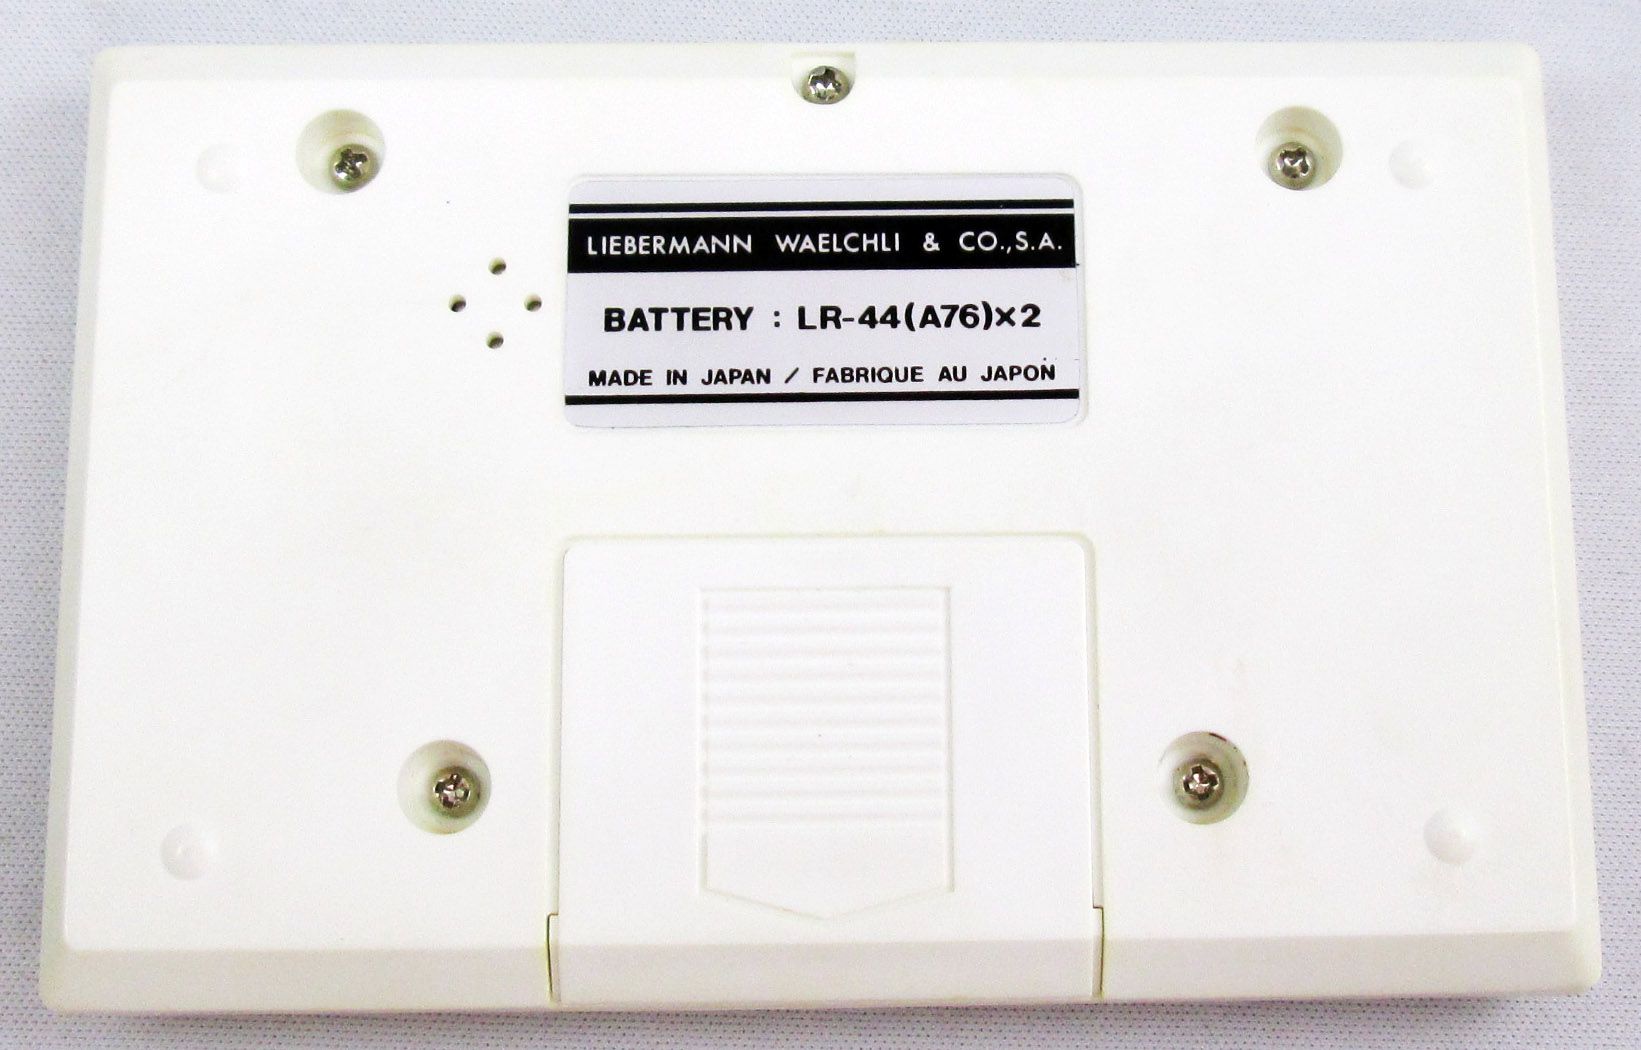 LIEBERMANN WAELCHLI & CO.,S.A.
BATTERY : LR-44(A76)×2
MADE IN JAPAN / FABRIQUE AU JAPON